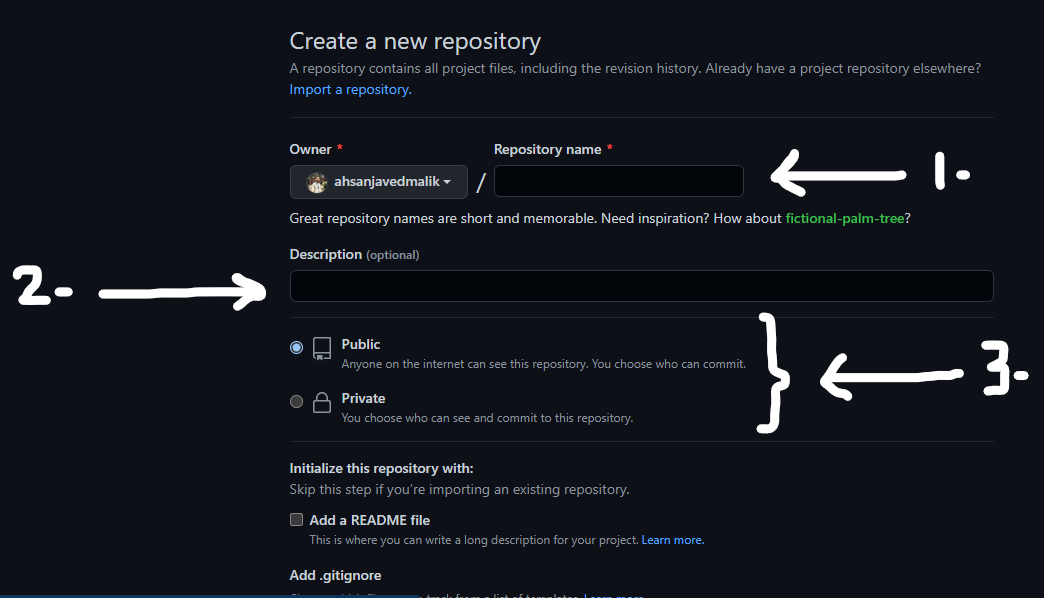 Create a new repository
A repository contains all project files, including the revision history. Already have a project repository elsewhere?
Import a repository.
Owner * Repository name *
ahsanjavedmalik / 1-
Great repository names are short and memorable. Need inspiration? How about fictional-palm-tree?
Description (optional)
2-
Public
Anyone on the internet can see this repository. You choose who can commit.
3-
Private
You choose who can see and commit to this repository.
Initialize this repository with:
Skip this step if you're importing an existing repository.
Add a README file
This is where you can write a long description for your project. Learn more.
Add .gitignore